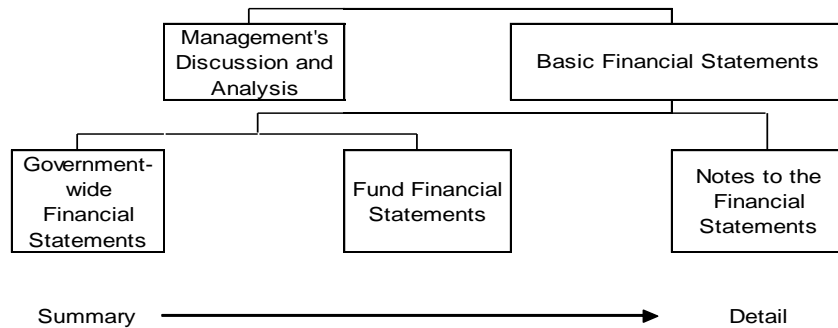 Management's
Discussion and
Analysis
Basic Financial Statements
Government-
wide
Financial
Statements
Fund Financial
Statements
Notes to the
Financial
Statements
Summary
Detail